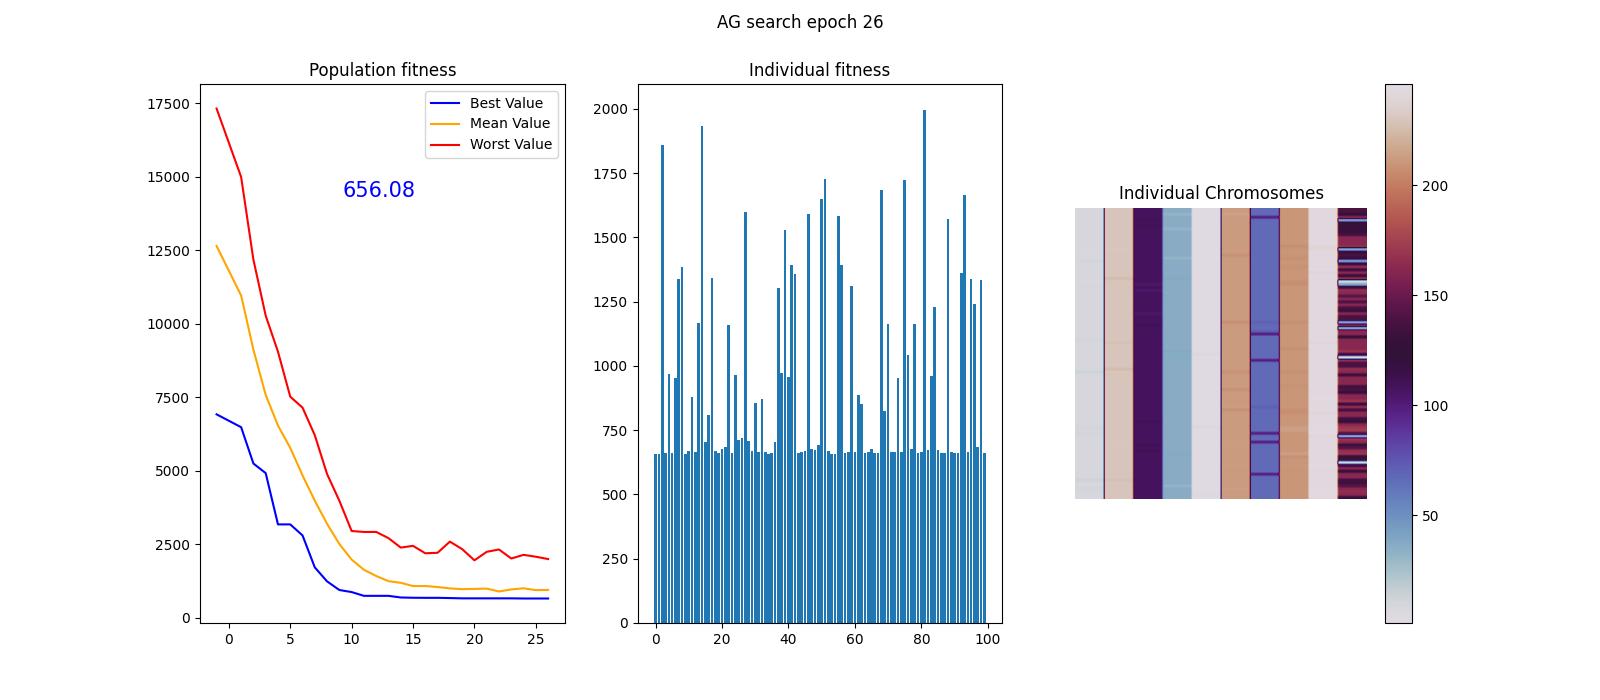 AG search epoch 26
Population fitness
17500
15000
12500
10000
7500
5000
2500
0
0 5 10 15 20 25
Best Value
Mean Value
Worst Value
656.08
Individual fitness
2000
1750
1500
1250
1000
750
500
250
0
0 20 40 60 80 100
Individual Chromosomes
200
150
100
50